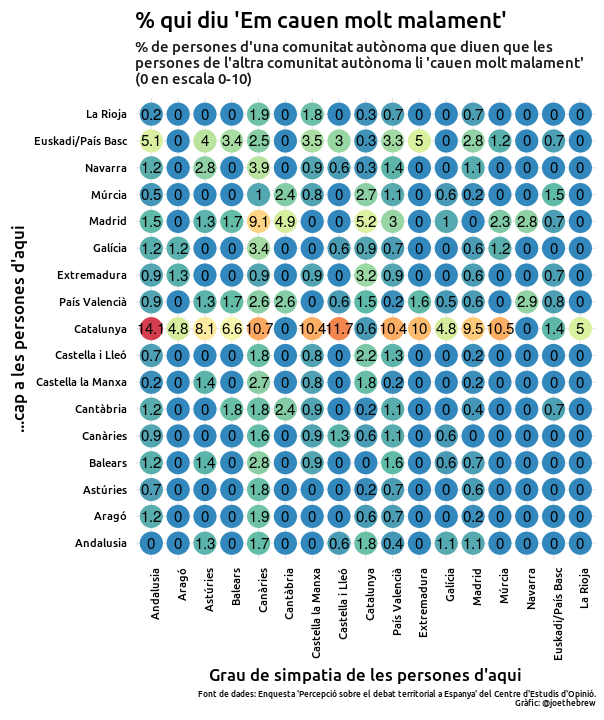 % qui diu 'Em cauen molt malament'
% de persones d'una comunitat autònoma que diuen que les
persones de l'altra comunitat autònoma li 'cauen molt malament'
(0 en escala 0-10)
...cap a les persones d'aquí
La Rioja 0.2 0 0 0 1.9 0 1.8 0 0.3 0.7 0 0 0.7 0 0 0 0
Euskadi/País Basc 5.1 0 4 3.4 2.5 0 3.5 3 0.3 3.3 5 0 2.8 1.2 0 0.7 0
Navarra 1.2 0 2.8 0 3.9 0 0.9 0.6 0.3 1.4 0 0 1.1 0 0 0 0
Múrcia 0.5 0 0 0 1 2.4 0.8 0 2.7 1.1 0 0.6 0.2 0 0 1.5 0
Madrid 1.5 0 1.3 1.7 9.1 4.9 0 0 5.2 3 0 1 0 2.3 2.8 0.7 0
Galícia 1.2 1.2 0 0 3.4 0 0 0.6 0.9 0.7 0 0 0.6 1.2 0 0 0
Extremadura 0.9 1.3 0 0 0.9 0 0.9 0 3.2 0.9 0 0 0.6 0 0 0.7 0
País Valencià 0.9 0 1.3 1.7 2.6 2.6 0 0.6 1.5 0.2 1.6 0.5 0.6 0 2.9 0.8 0
Catalunya 14.1 4.8 8.1 6.6 10.7 0 10.4 11.7 0.6 10.4 10 4.8 9.5 10.5 0 1.4 5
Castella i Lleó 0.7 0 0 0 1.8 0 0.8 0 2.2 1.3 0 0 0.2 0 0 0 0
Castella la Manxa 0.2 0 1.4 0 2.7 0 0.8 0 1.8 0.2 0 0 0.2 0 0 0 0
Cantàbria 1.2 0 0 1.8 1.8 2.4 0.9 0 0.2 1.1 0 0 0.4 0 0 0.7 0
Canàries 0.9 0 0 0 1.6 0 0.9 1.3 0.6 1.1 0 0.6 0 0 0 0 0
Balears 1.2 0 1.4 0 2.8 0 0.9 0 0 1.6 0 0.6 0.7 0 0 0 0
Astúries 0.7 0 0 0 1.8 0 0 0 0.2 0.7 0 0 0.6 0 0 0 0
Aragó 1.2 0 0 0 1.9 0 0 0 0.6 0.7 0 0 0.2 0 0 0 0
Andalusia 0 0 1.3 0 1.7 0 0 0.6 1.8 0.4 0 1.1 1.1 0 0 0 0
Andalusia
Aragó
Astúries
Balears
Canàries
Cantàbria
Castella la Manxa
Castella i Lleó
Catalunya
País Valencià
Extremadura
Galícia
Madrid
Múrcia
Navarra
Euskadi/País Basc
La Rioja
Grau de simpatia de les persones d'aquí
Font de dades: Enquesta 'Percepció sobre el debat territorial a Espanya' del Centre d'Estudis d'Opinió.
Gràfic: @joethebrew